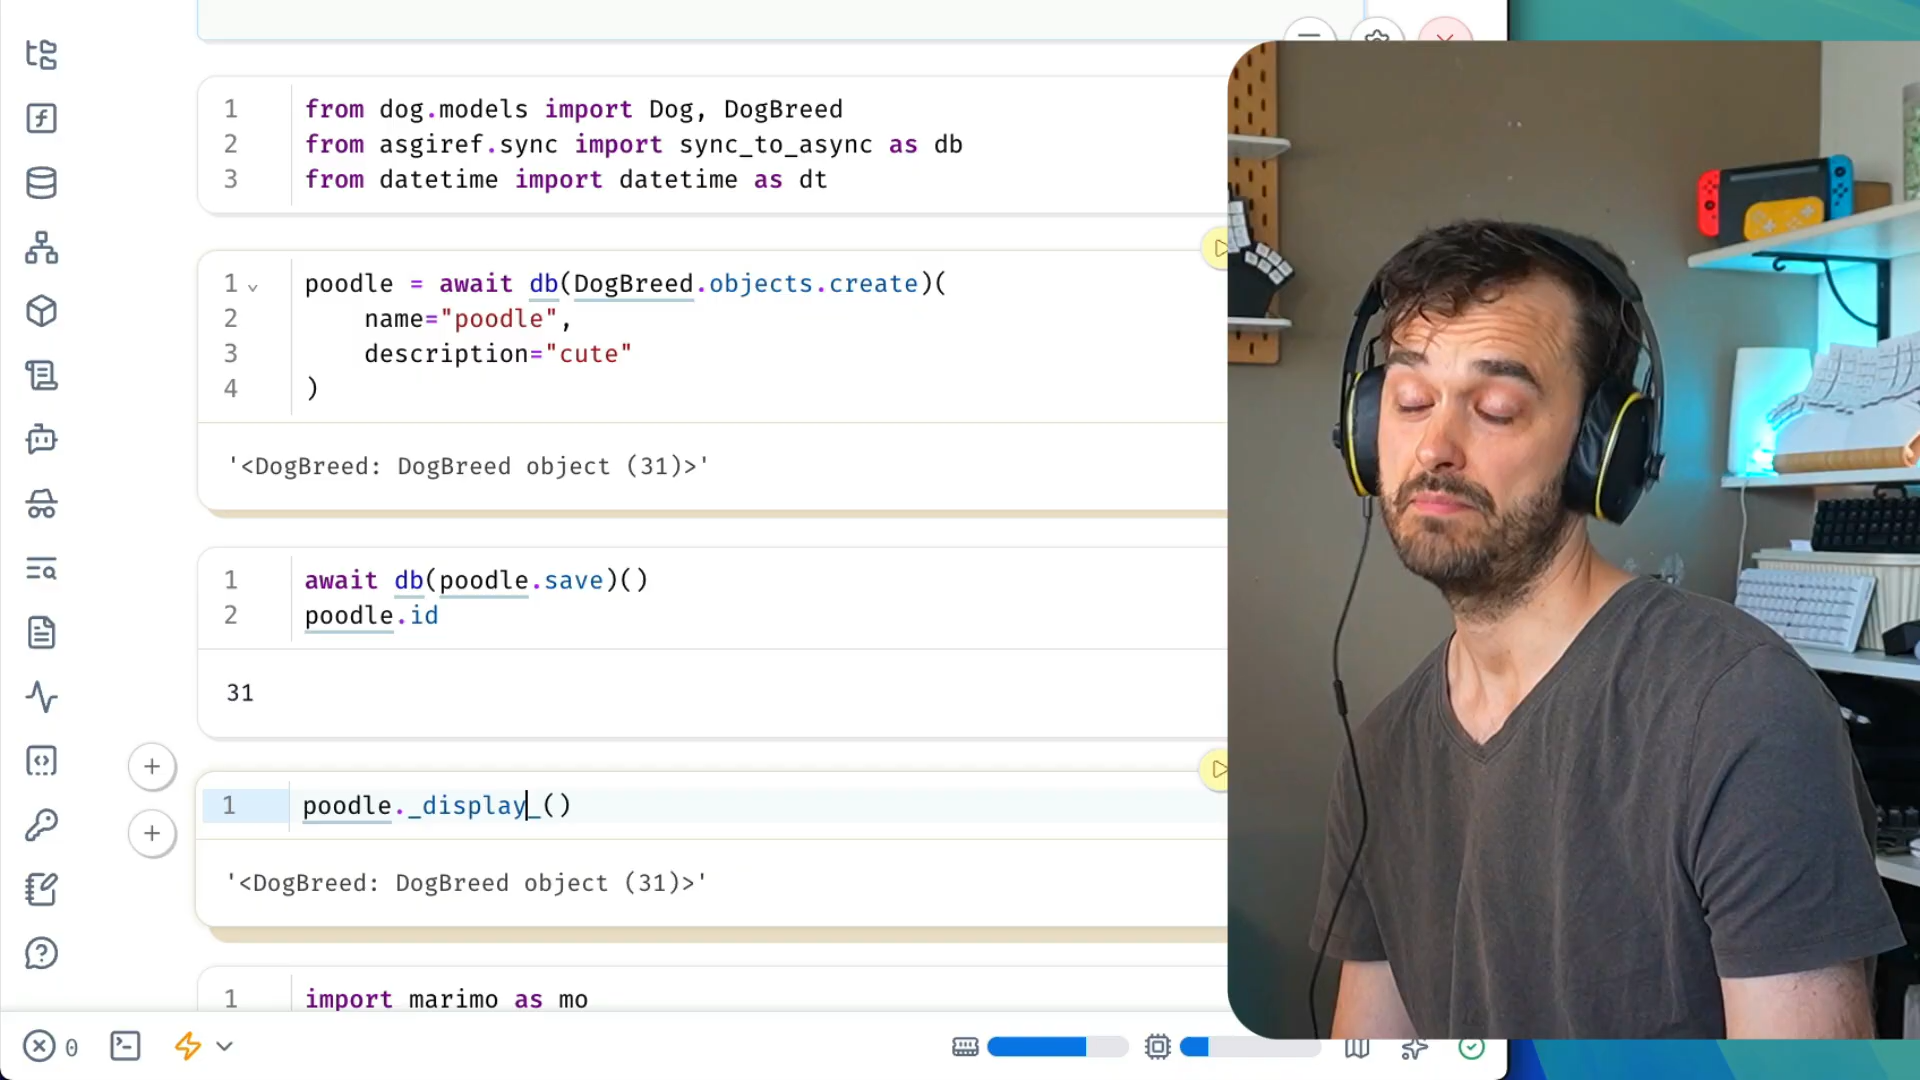 1 from dog.models import Dog, DogBreed
2 from asgiref.sync import sync_to_async as db
3 from datetime import datetime as dt
1 poodle = await db(DogBreed.objects.create)(
2 name="poodle",
3 description="cute"
4 )
'<DogBreed: DogBreed object (31)>'
1 await db(poodle.save)()
2 poodle.id
31
1 poodle._display_()
'<DogBreed: DogBreed object (31)>'
1 import marimo as mo
0